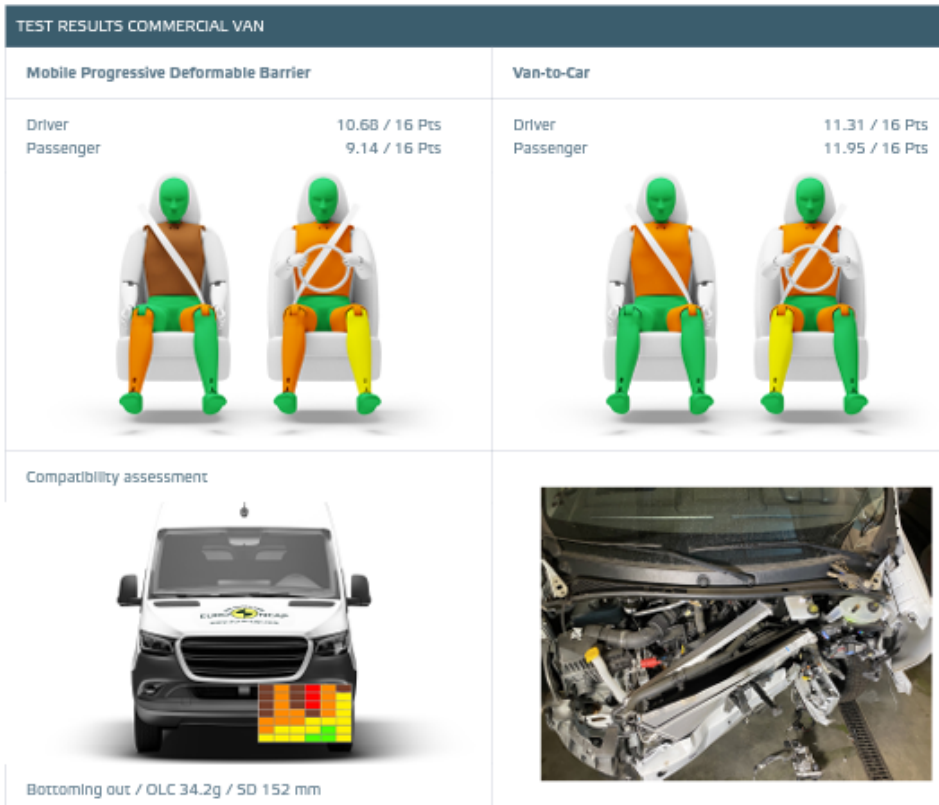 TEST RESULTS COMMERCIAL VAN
Mobile Progressive Deformable Barrier
Driver 10.68 / 16 Pts
Passenger 9.14 / 16 Pts
Van-to-Car
Driver 11.31 / 16 Pts
Passenger 11.95 / 16 Pts
Compatibility assessment
EURO NCAP
Bottoming out / OLC 34.2g / SD 152 mm